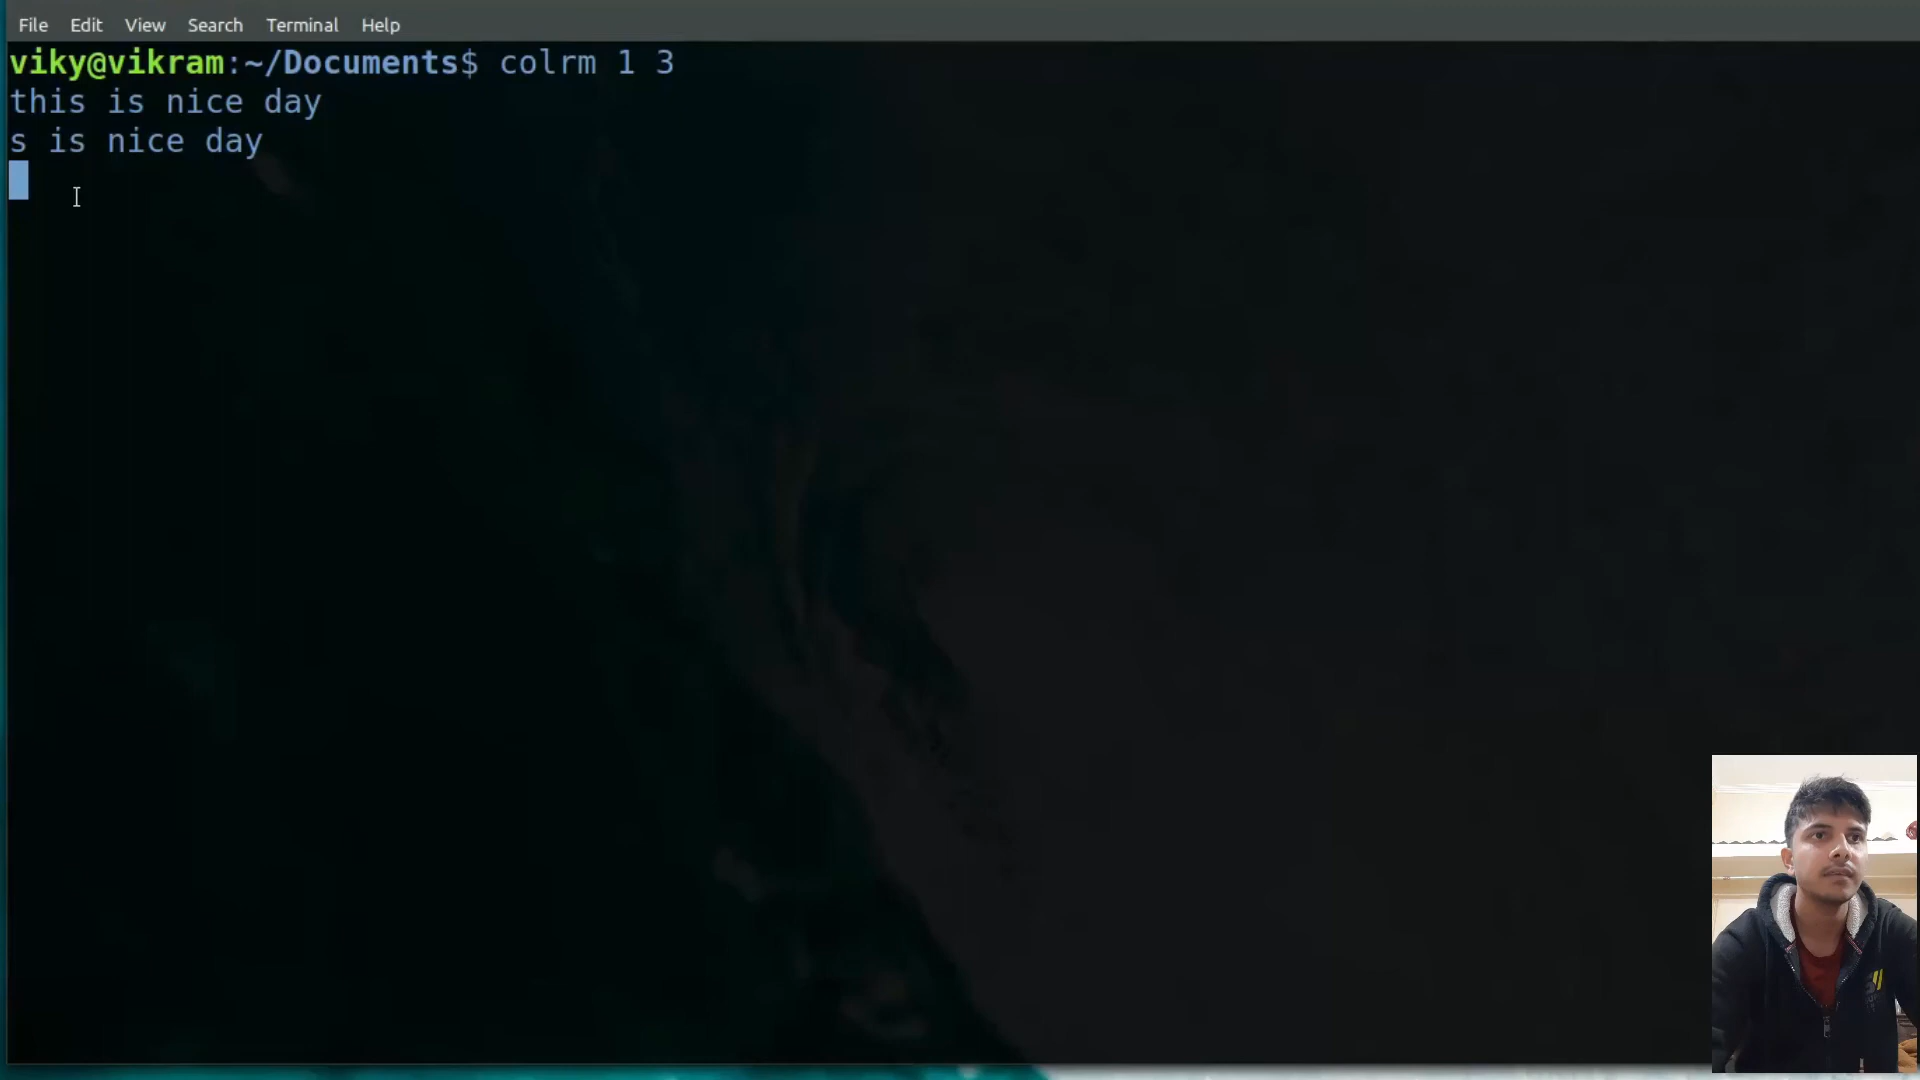 File Edit View Search Terminal Help
viky@vikram:~/Documents$ colrm 1 3
this is nice day
s is nice day